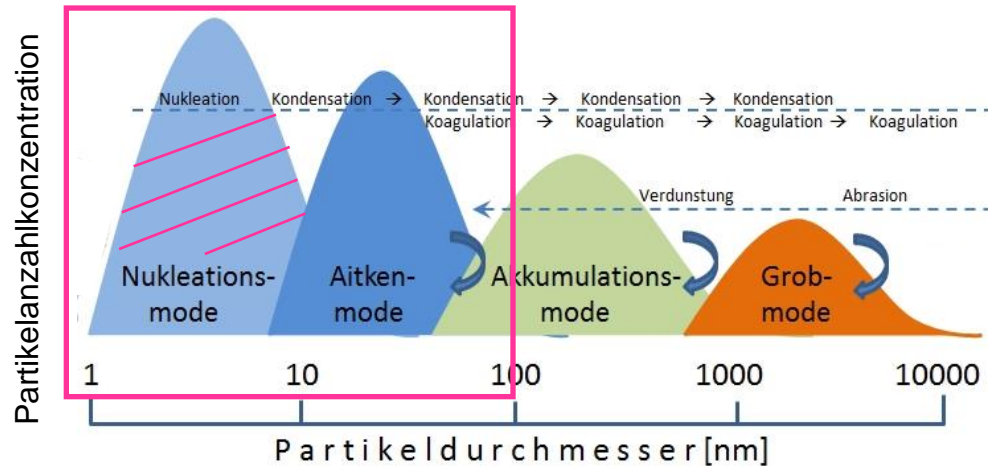 Partikelanzahlkonzentration
Nukleation Kondensation → Kondensation → Kondensation → Kondensation
Koagulation → Koagulation → Koagulation → Koagulation
Verdunstung Abrasion
Nukleations-
mode
Aitken-
mode
Akkumulations-
mode
Grob-
mode
1 10 100 1000 10000
Partikeldurchmesser[nm]